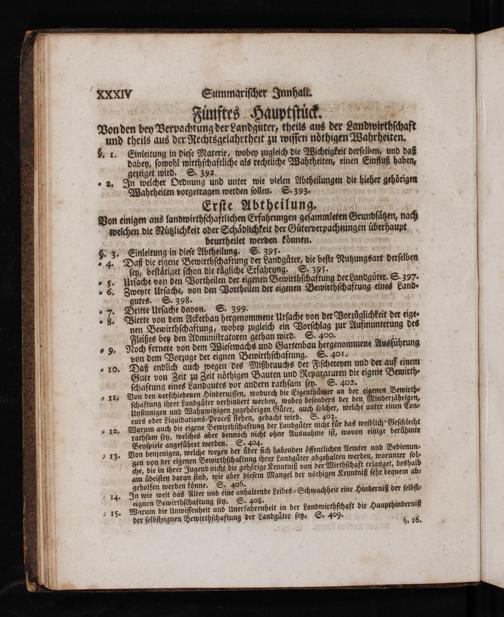 XXXIV Summarischer Innhalt.
Fünftes Hauptstück.
Von den bey Verpachtung der Landgüter, theils aus der Landwirthschaft
und theils aus der Rechtsgelahrtheit zu wissen nöthigen Wahrheiten.
§. 1. Einleitung in diese Materie, wobey zugleich die Wichtigkeit derselben, und daß
dabey, sowohl wirthschaftliche als rechtliche Wahrheiten, einen Einfluß haben,
gezeiget wird. S. 392
- 2. In welcher Ordnung und unter wie vielen Abtheilungen die hieher gehörigen
Wahrheiten vorgetragen werden sollen. S. 393.
Erste Abtheilung.
Von einigen aus landwirthschaftlichen Erfahrungen gesammleten Grundsätzen, nach
welchen die Nützlichkeit oder Schädlichkeit der Güterverpachtungen überhaupt
beurtheilet werden können.
§. 3. Einleitung in diese Abtheilung. S. 395.
- 4. Daß die eigene Bewirthschaftung der Landgüter, die beste Nutzungsart derselben
sey, bestätiget schon die tägliche Erfahrung. S. 395.
- 5. Ursache von den Vortheilen der eigenen Bewirthschaftung der Landgüter. S. 397.
- 6. Zweyte Ursache, von den Vortheilen der eigenen Bewirthschaftung eines Land-
gutes. S. 398.
- 7. Dritte Ursache davon. S. 399.
- 8. Vierte von dem Ackerbau hergenommene Ursache von der Vorzüglichkeit der eige-
nen Bewirthschaftung, wobey zugleich ein Vorschlag zur Aufmunterung des
Fleißes bey den Administratoren gethan wird. S. 400.
- 9. Noch fernere von dem Wiesewachs und Gartenbau hergenommene Ausführung
von dem Vorzuge der eignen Bewirthschaftung. S. 401.
- 10. Daß endlich auch wegen des Mißbrauchs der Fischereyen und der auf einem
Gute von Zeit zu Zeit nöthigen Bauten und Reparaturen die eigene Bewirth-
schaftung eines Landgutes vor andern rathsam sey. S. 402.
- 11. Von den verschiedenen Hindernissen, wodurch die Eigenthümer an der eigenen Bewirth-
schaftung ihrer Landgüter verhindert werden, wobey besonders der den Minderjährigen,
Unsinnigen und Wahnwitzigen zugehörigen Güter, auch solcher, welche unter einen Con-
curs oder Liquidations-Proceß stehen, gedacht wird. S. 403.
- 12. Warum auch die eigene Bewirthschaftung der Landgüter nicht für das weiblich Geschlecht
rathsam sey, welches aber dennoch nicht ohne Ausnahme ist, wovon einige berühmte
Beyspiele angeführet werden. S. 404.
- 13. Von denjenigen, welche wegen der über sich habenden öffentlichen Aemter und Bedienun-
gen von der eigenen Bewirthschaftung ihrer Landgüter abgehalten werden, worunter sol-
che, die in ihrer Jugend nicht die gehörige Kenntniß von der Wirthschaft erlanget, deshalb
am übelsten daran sind, wie aber diesem Mangel der nöthigen Kenntniß sehr bequem ab-
geholfen werden könne. S. 406.
- 14. In wie weit das Alter und eine anhaltende Leibes-Schwachheit eine Hinderniß der selbst-
eignen Bewirthschaftung sey. S. 408.
- 15. Warum die Unwissenheit und Unerfahrenheit in der Landwirthschaft die Haupthinderniß
der selbsteignen Bewirthschaftung der Landgüter sey. S. 409.
§. 16.